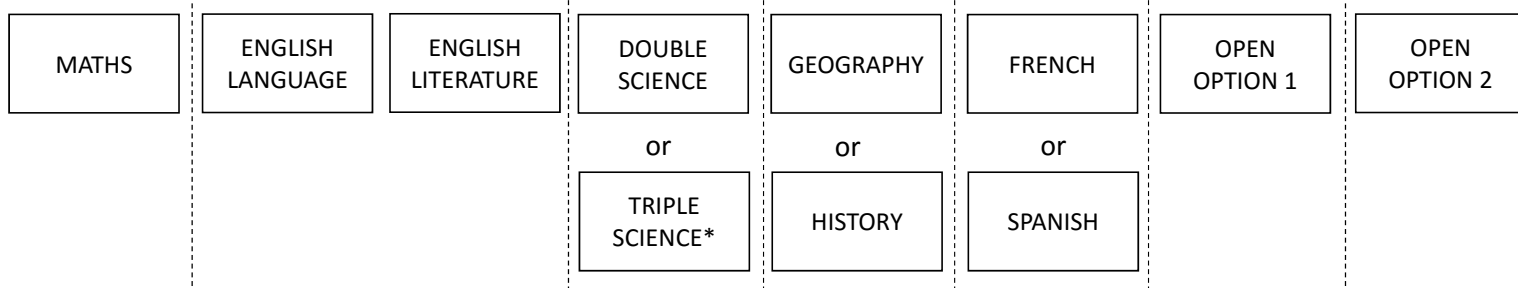 MATHS
ENGLISH
LANGUAGE
ENGLISH
LITERATURE
DOUBLE
SCIENCE
GEOGRAPHY
FRENCH
OPEN
OPTION 1
OPEN
OPTION 2
or
or
or
TRIPLE
SCIENCE*
HISTORY
SPANISH